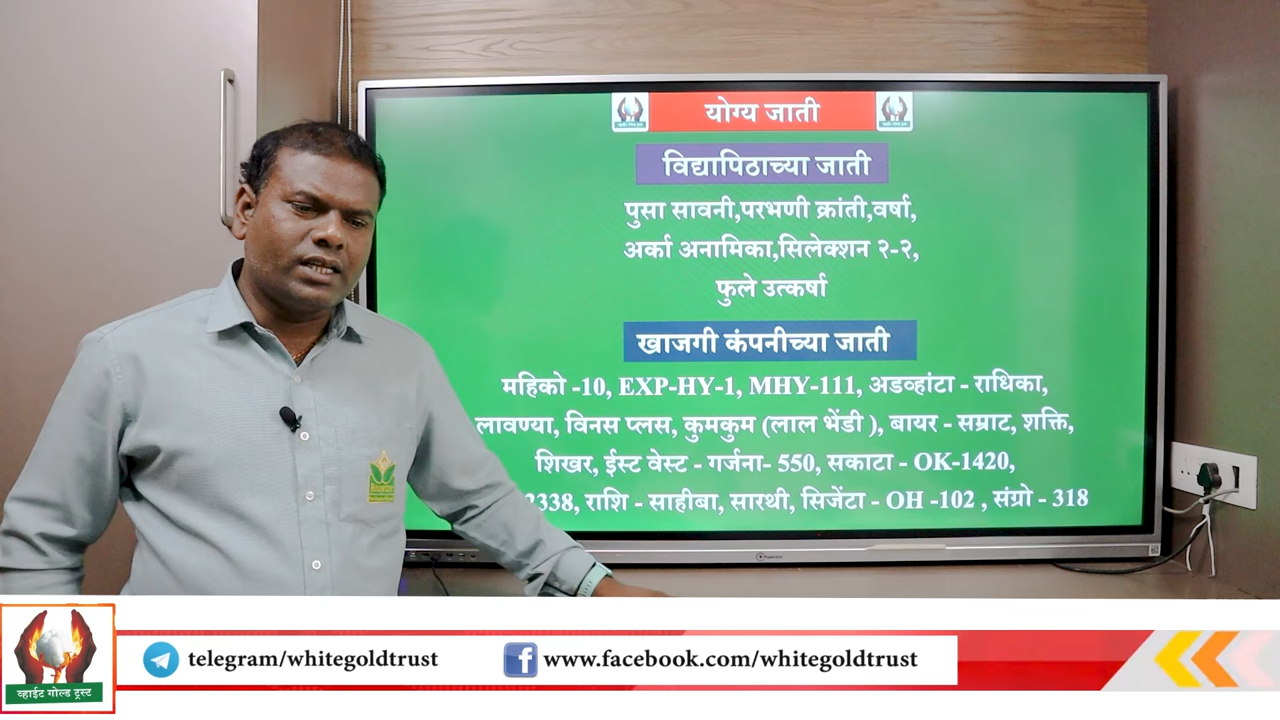 योग्य जाती
विद्यापिठाच्या जाती
पुसा सावनी,परभणी क्रांती,वर्षा,
अर्का अनामिका,सिलेक्शन २-२,
फुले उत्कर्षा
खाजगी कंपनीच्या जाती
महिको -10, EXP-HY-1, MHY-111, अडव्हांटा - राधिका,
लावण्या, विनस प्लस, कुमकुम (लाल भेंडी ), बायर - सम्राट, शक्ति,
शिखर, ईस्ट वेस्ट - गर्जना- 550, सकाटा - OK-1420,
338, राशि - साहीबा, सारथी, सिजेंटा - OH -102 , संग्रो - 318
व्हाईट गोल्ड ट्रस्ट
telegram/whitegoldtrust
www.facebook.com/whitegoldtrust